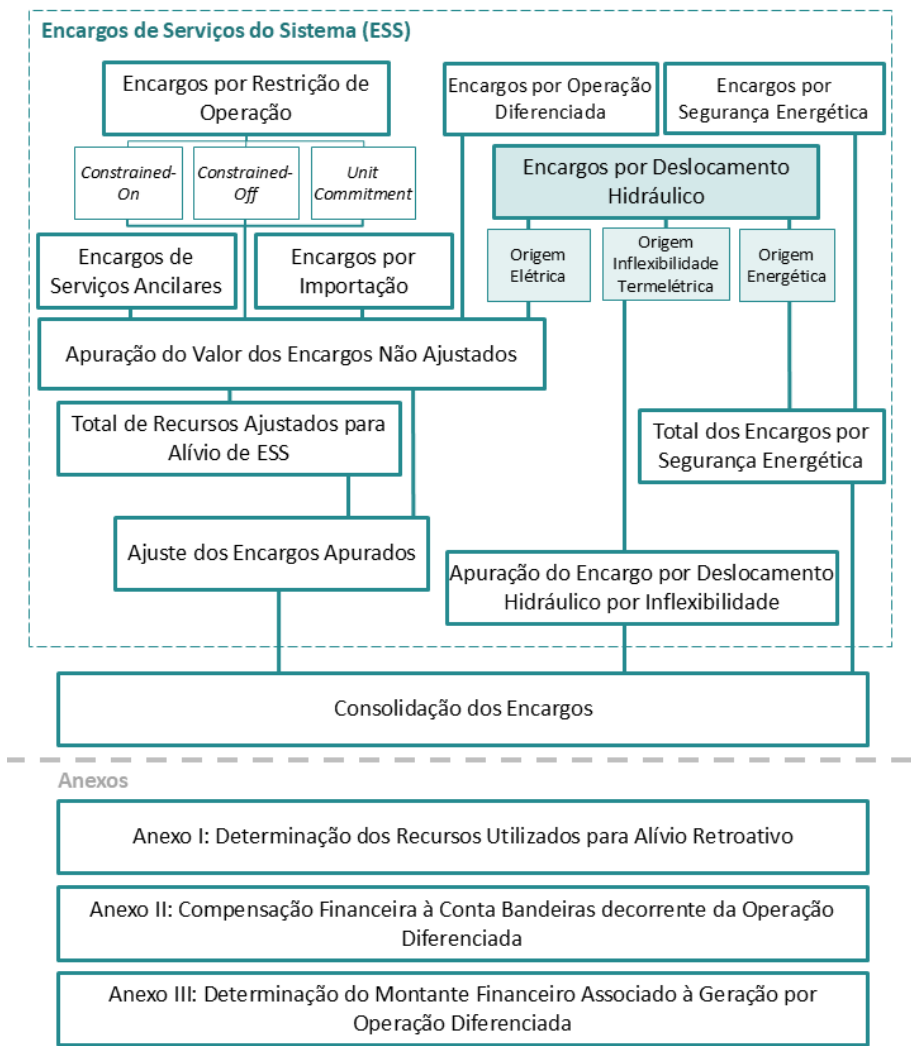 Encargos de Serviços do Sistema (ESS)
Encargos por Restrição de
Operação
Constrained-
On
Constrained-
Off
Unit
Commitment
Encargos por Operação
Diferenciada
Encargos por
Segurança Energética
Encargos por Deslocamento
Hidráulico
Origem
Elétrica
Origem
Inflexibilidade
Termelétrica
Origem
Energética
Encargos de
Serviços Ancilares
Encargos por
Importação
Apuração do Valor dos Encargos Não Ajustados
Total de Recursos Ajustados para
Alívio de ESS
Total dos Encargos por
Segurança Energética
Ajuste dos Encargos Apurados
Apuração do Encargo por Deslocamento
Hidráulico por Inflexibilidade
Consolidação dos Encargos
Anexos
Anexo I: Determinação dos Recursos Utilizados para Alívio Retroativo
Anexo II: Compensação Financeira à Conta Bandeiras decorrente da Operação
Diferenciada
Anexo III: Determinação do Montante Financeiro Associado à Geração por
Operação Diferenciada